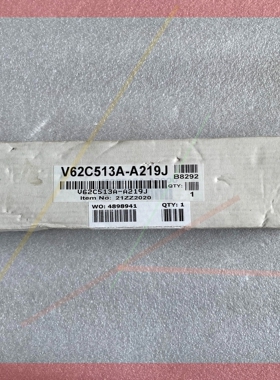 V62C513A-A219J
B8292
V62C513A-A219J
QTY:
1
Item No: 21ZZ2020
WO: 4898941 QTY: 1